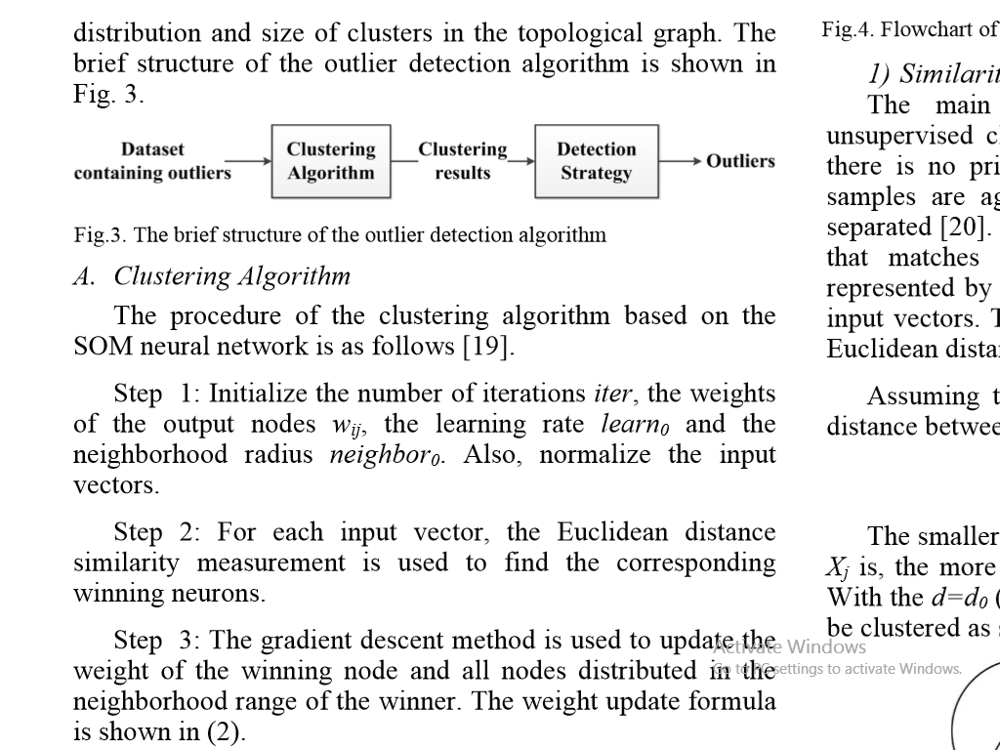 distribution and size of clusters in the topological graph. The
brief structure of the outlier detection algorithm is shown in
Fig. 3.
Dataset
containing outliers
Clustering
Algorithm
Clustering
results
Detection
Strategy
Outliers
Fig.3. The brief structure of the outlier detection algorithm
A. Clustering Algorithm
The procedure of the clustering algorithm based on the
SOM neural network is as follows [19].
Step 1: Initialize the number of iterations iter, the weights
of the output nodes wij, the learning rate learn0 and the
neighborhood radius neighbor0. Also, normalize the input
vectors.
Step 2: For each input vector, the Euclidean distance
similarity measurement is used to find the corresponding
winning neurons.
Step 3: The gradient descent method is used to update the
weight of the winning node and all nodes distributed in the
neighborhood range of the winner. The weight update formula
is shown in (2).
Fig.4. Flowchart of
1) Similarit
The main
unsupervised c
there is no pri
samples are ag
separated [20].
that matches
represented by
input vectors. T
Euclidean dista
Assuming t
distance betwee
The smaller
Xj is, the more
With the d=d0 (
be clustered as
Activate Windows
Go to PC settings to activate Windows.